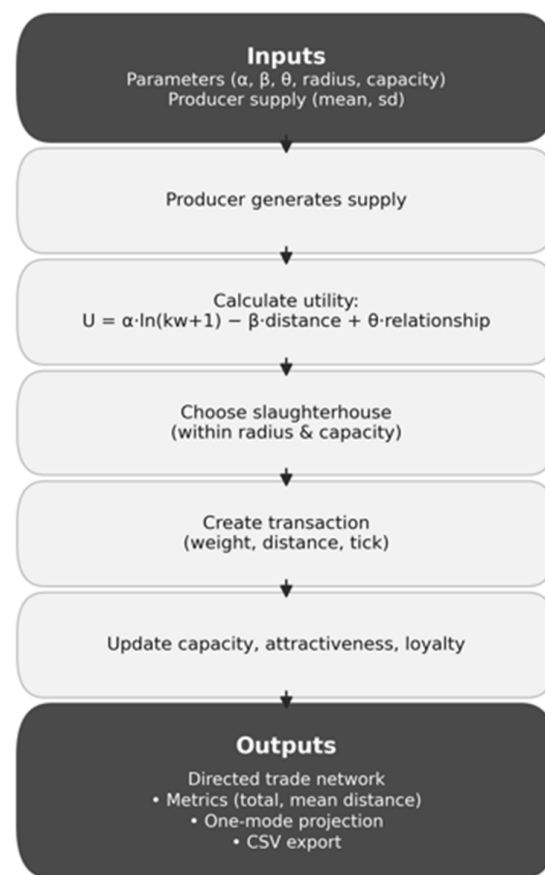 Inputs
Parameters (α, β, θ, radius, capacity)
Producer supply (mean, sd)
Producer generates supply
Calculate utility:
U = α·ln(kw+1) − β·distance + θ·relationship
Choose slaughterhouse
(within radius & capacity)
Create transaction
(weight, distance, tick)
Update capacity, attractiveness, loyalty
Outputs
Directed trade network
• Metrics (total, mean distance)
• One-mode projection
• CSV export